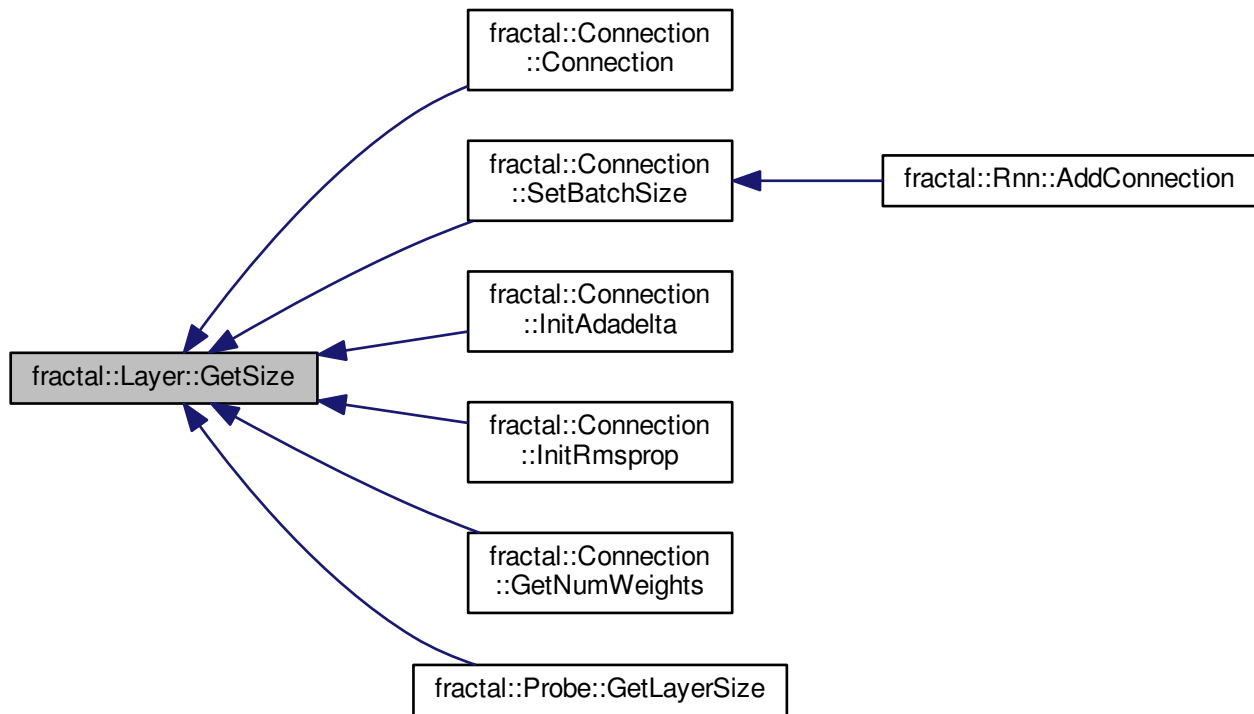 fractal::Connection
::Connection
fractal::Connection
::SetBatchSize
fractal::Rnn::AddConnection
fractal::Connection
::InitAdadelta
fractal::Layer::GetSize
fractal::Connection
::InitRmsprop
fractal::Connection
::GetNumWeights
fractal::Probe::GetLayerSize